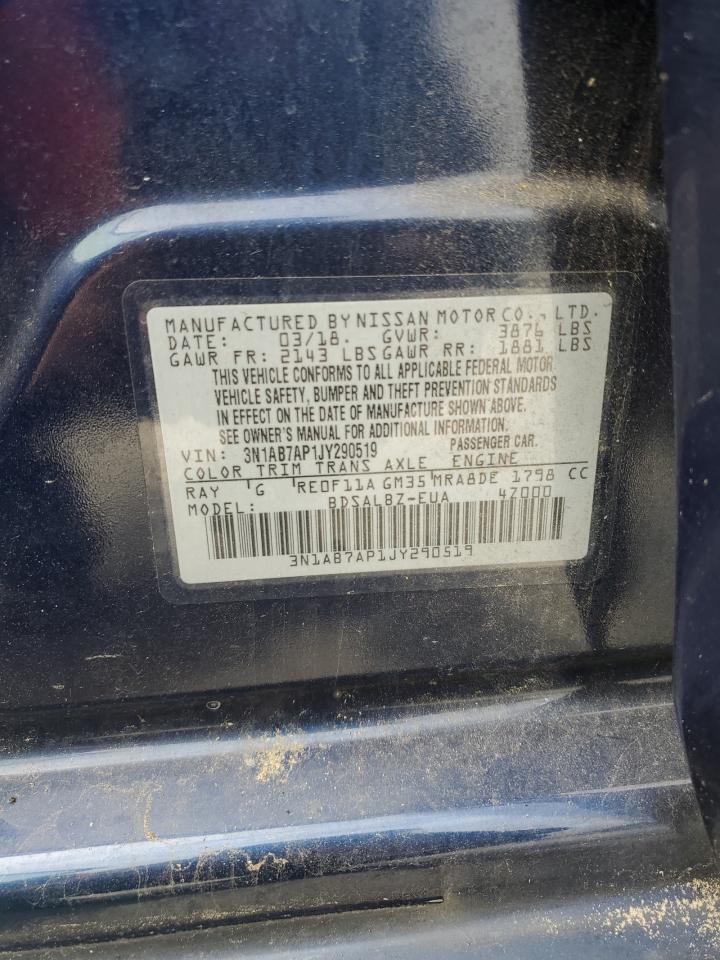 MANUFACTURED BY NISSAN MOTOR CO., LTD.
DATE: 03/18. GVWR: 3876 LBS
GAWR FR: 2143 LBS GAWR RR: 1881 LBS
THIS VEHICLE CONFORMS TO ALL APPLICABLE FEDERAL MOTOR
VEHICLE SAFETY, BUMPER AND THEFT PREVENTION STANDARDS
IN EFFECT ON THE DATE OF MANUFACTURE SHOWN ABOVE.
SEE OWNER'S MANUAL FOR ADDITIONAL INFORMATION.
VIN: 3N1AB7AP1JY290519 PASSENGER CAR.
COLOR TRIM TRANS AXLE ENGINE
RAY G RE0F11A GM35 MRA8DE 1798 CC
MODEL: BDSALBZ-EUA 47000
3N1AB7AP1JY290519